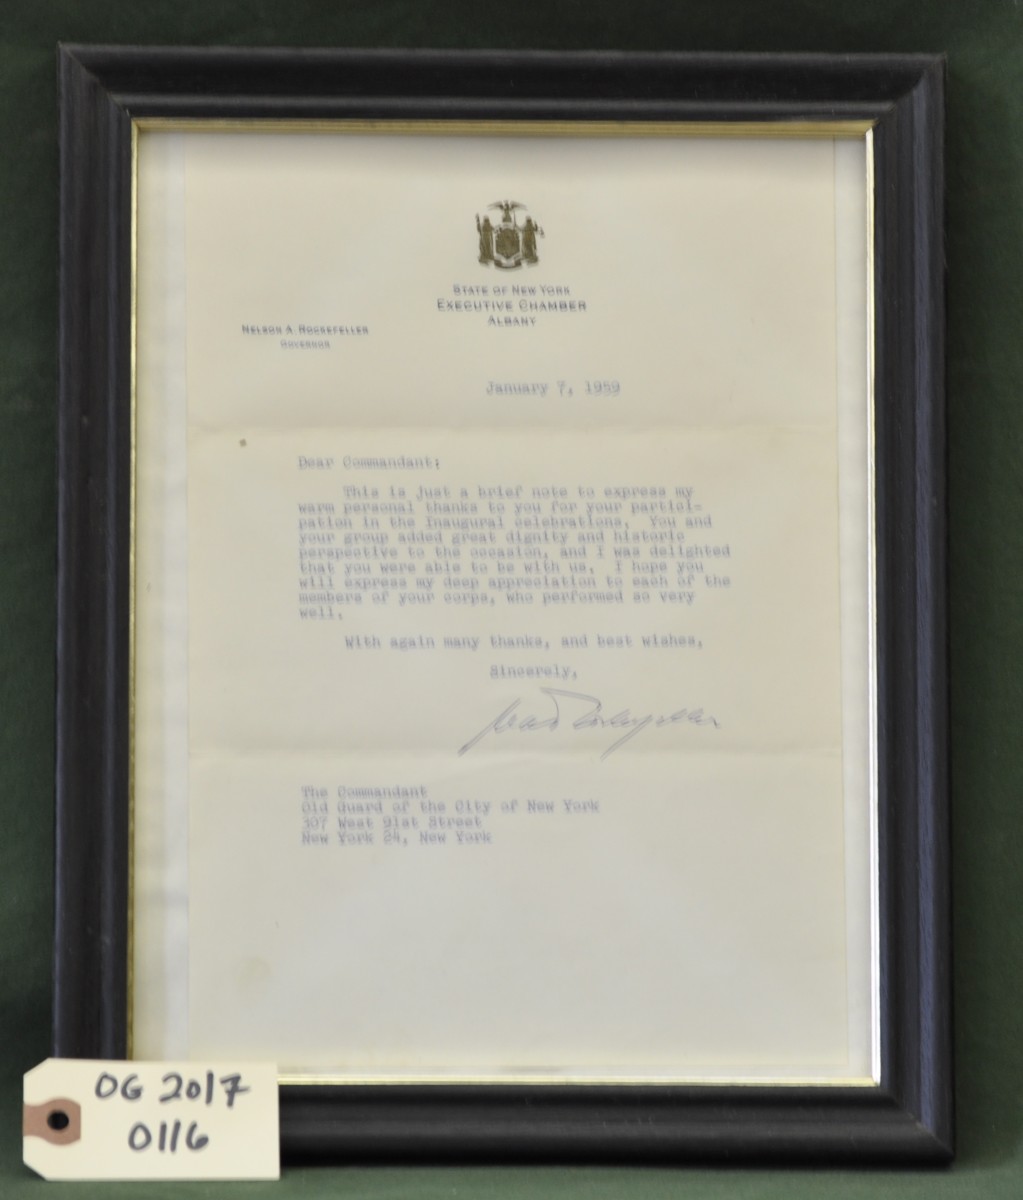 STATE OF NEW YORK
EXECUTIVE CHAMBER
ALBANY
NELSON A. ROCKEFELLER
GOVERNOR
January 7, 1959
Dear Commandant:
This is just a brief note to express my
warm personal thanks to you for your partici-
pation in the Inaugural celebrations. You and
your group added great dignity and historic
perspective to the occasion, and I was delighted
that you were able to be with us. I hope you
will express my deep appreciation to each of the
members of your corps, who performed so very
well.
With again many thanks, and best wishes,
Sincerely,
The Commandant
Old Guard of the City of New York
307 West 91st Street
New York 24, New York
OG 2017
0116